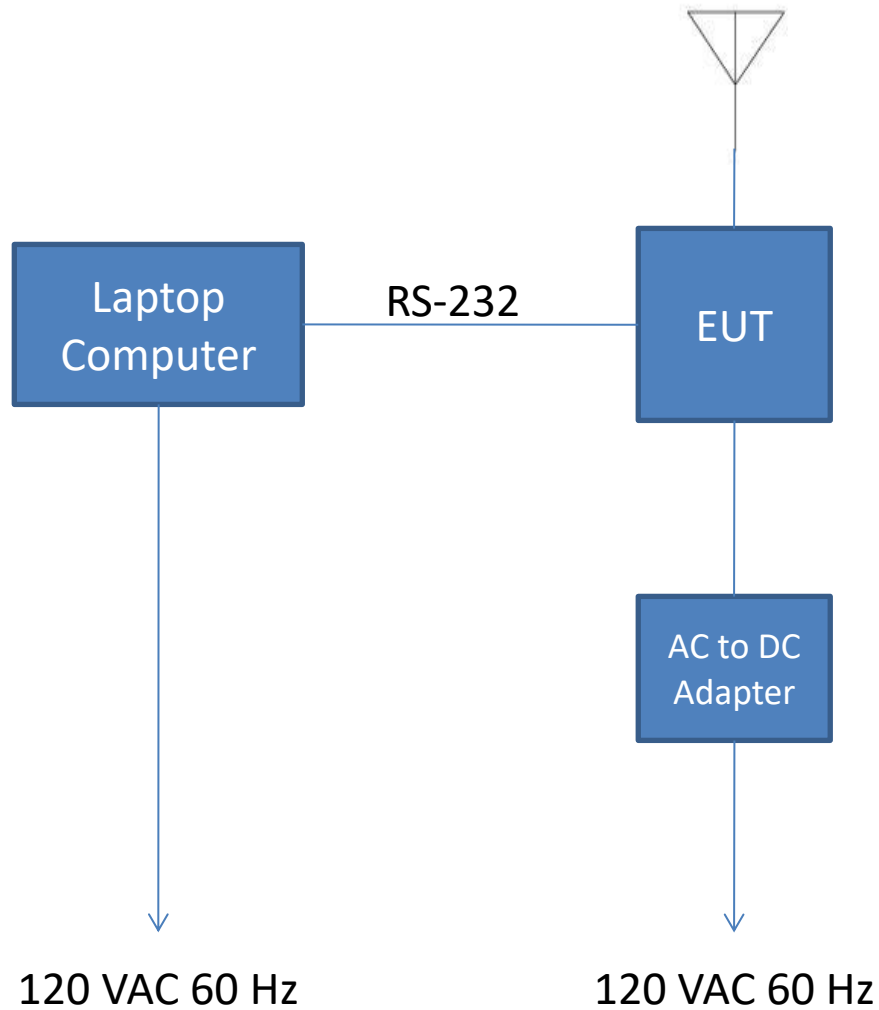 Laptop
Computer
RS-232
EUT
AC to DC
Adapter
120 VAC 60 Hz
120 VAC 60 Hz